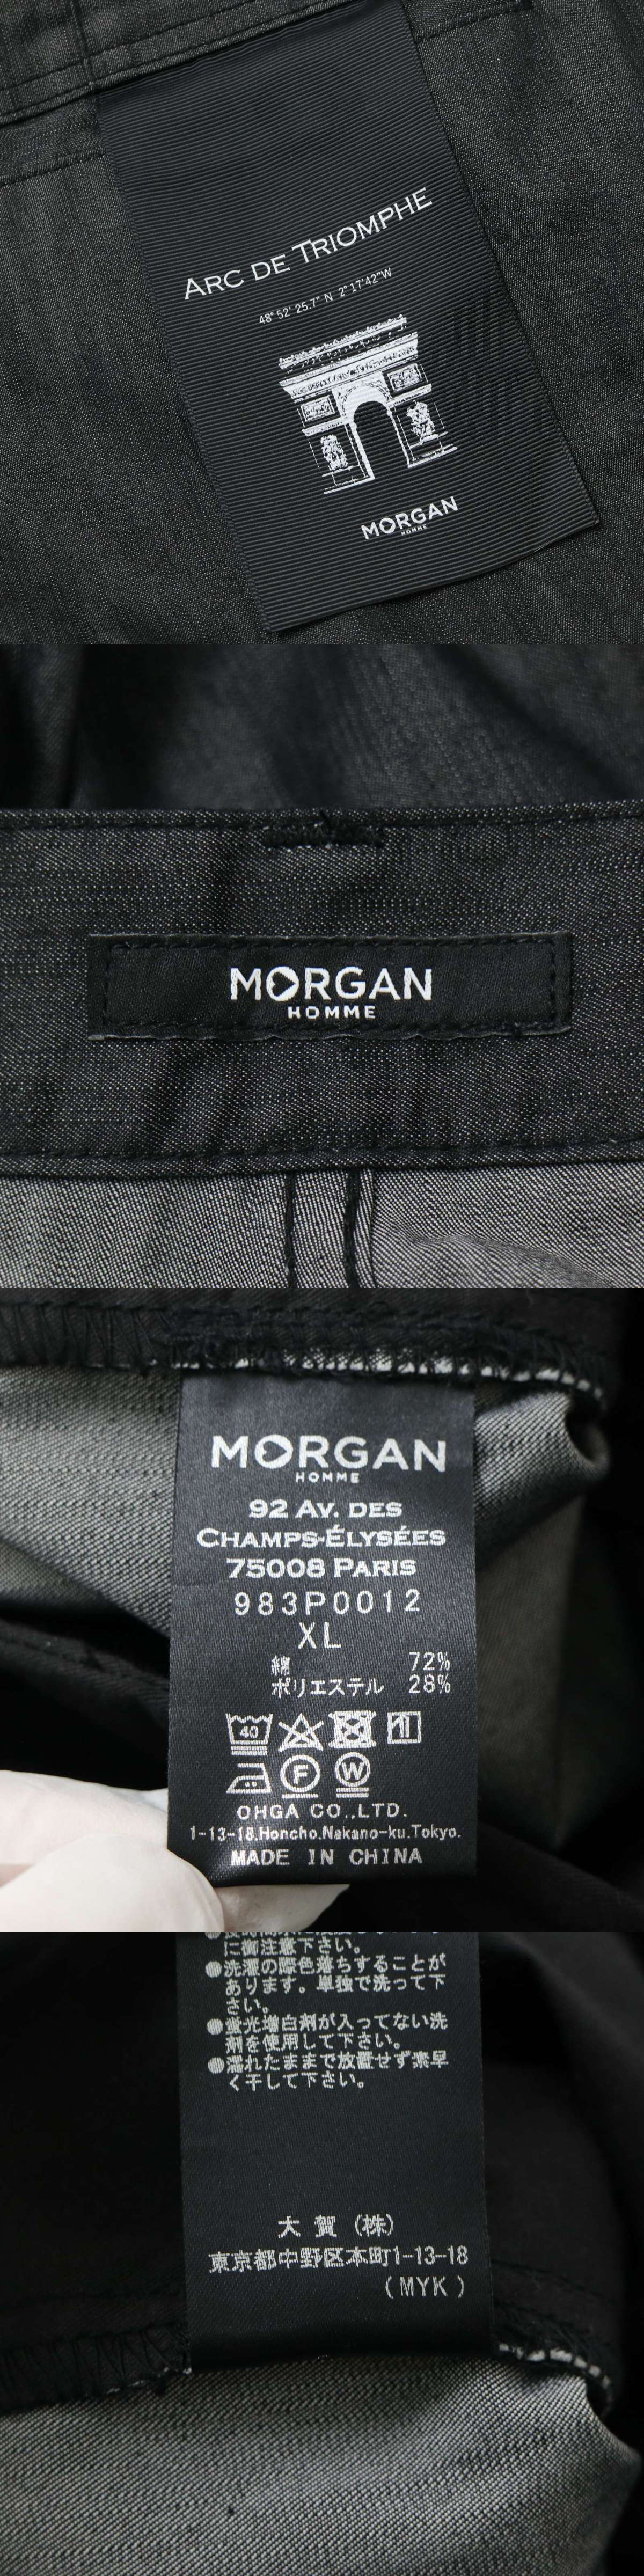 ARC DE TRIOMPHE
48° 52' 25.7" N 2° 17'42"W
MORGAN
HOMME
MORGAN
HOMME
MORGAN
HOMME
92 AV. DES
CHAMPS-ÉLYSÉES
75008 PARIS
983P0012
XL
綿 72%
ポリエステル 28%
40
F W
OHGA CO.,LTD.
1-13-18.Honcho.Nakano-ku.Tokyo.
MADE IN CHINA
に御注意下さい。
●洗濯の際色落ちすることが
あります。単独で洗って下
さい。
●蛍光増白剤が入ってない洗
剤を使用して下さい。
●濡れたままで放置せず素早
く干して下さい。
大賀(株)
東京都中野区本町1-13-18
(MYK)